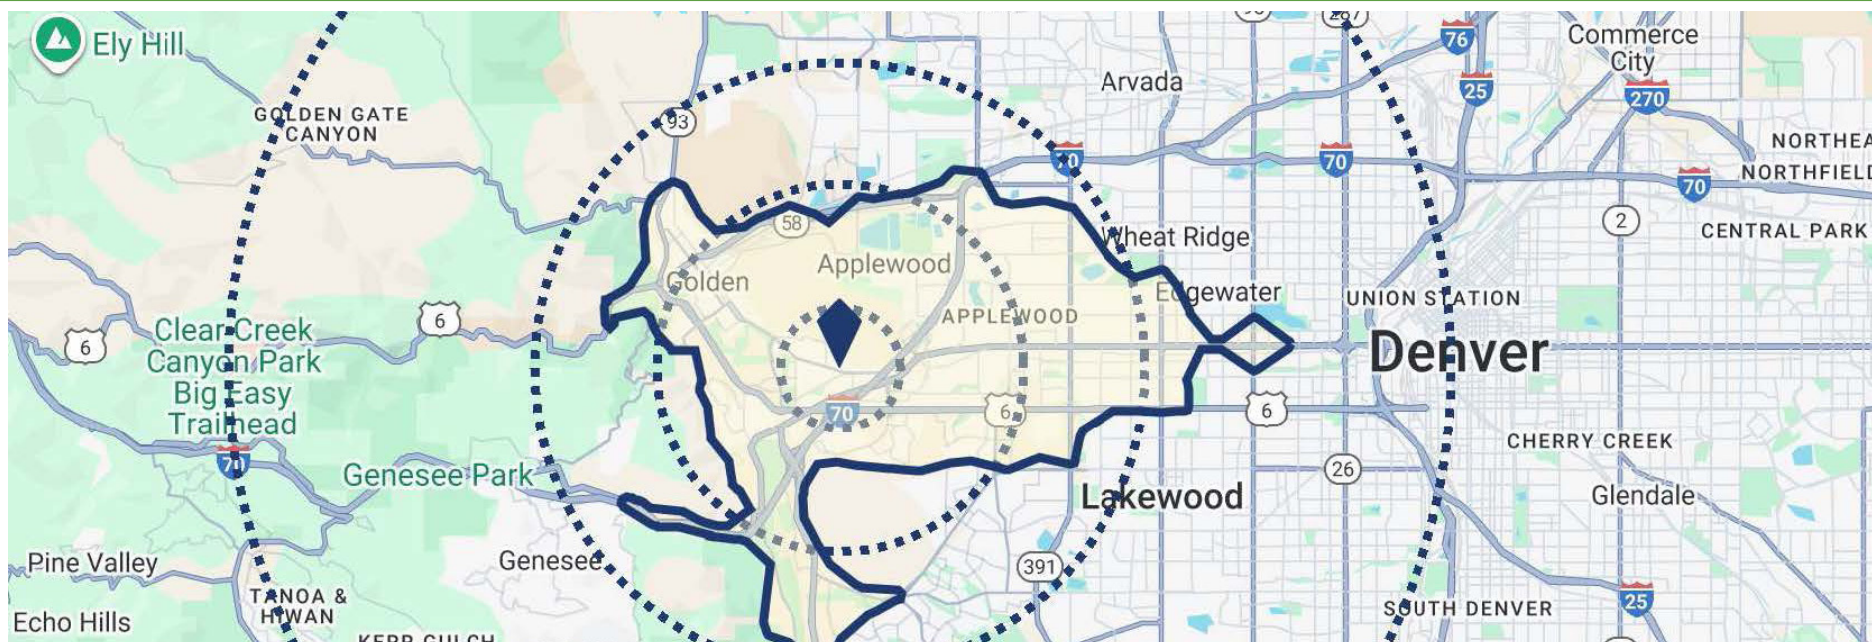 Ely Hill
93
GOLDEN GATE
CANYON
Arvada
287
76
25
Commerce
City
270
70
70
70
NORTHEA
NORTHFIELD
2
CENTRAL PARK
58
Wheat Ridge
Golden
Applewood
Edgewater
APPLEWOOD
UNION STATION
6
6
Clear Creek
Canyon Park
Big Easy
Trailhead
Denver
70
6
6
CHERRY CREEK
70
Genesee Park
26
Lakewood
Glendale
Pine Valley
Genesee
391
TANOA &
HIWAN
25
SOUTH DENVER
Echo Hills
KERR GULCH